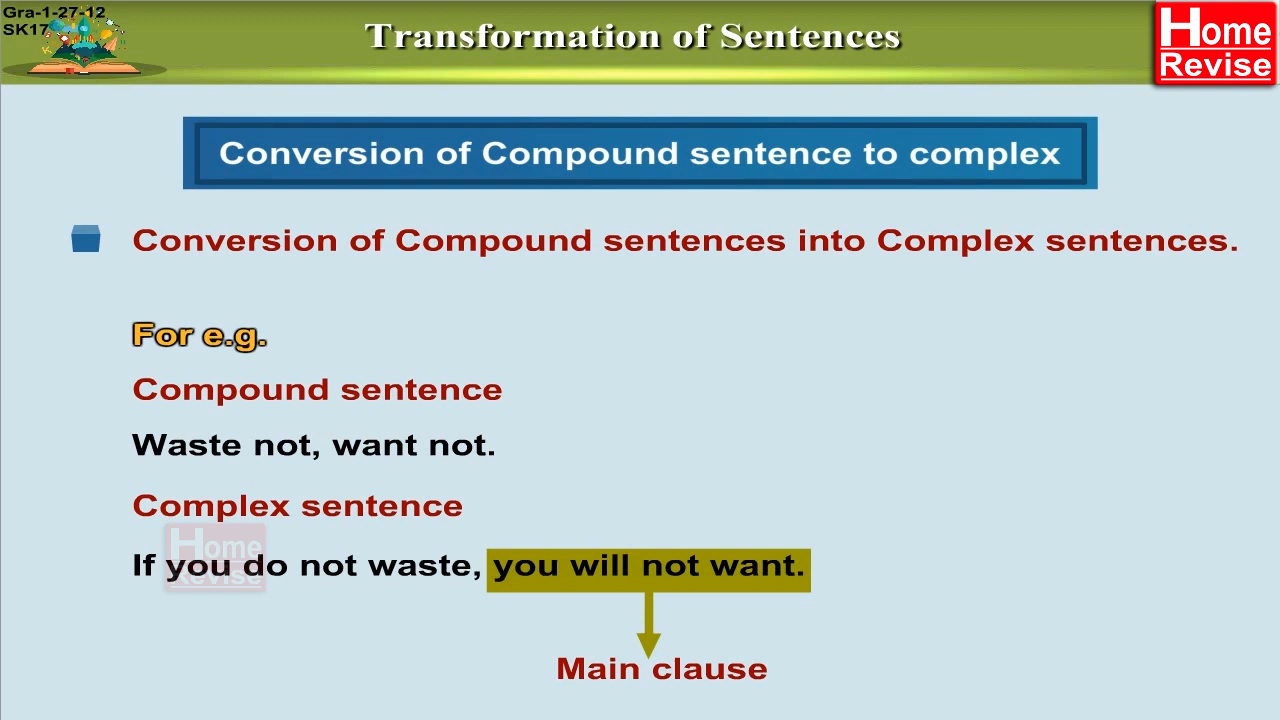 Gra-1-27-12
SK17
Transformation of Sentences
Home
Revise
Conversion of Compound sentence to complex
Conversion of Compound sentences into Complex sentences.
For e.g.
Compound sentence
Waste not, want not.
Complex sentence
Home
Revise
If you do not waste, you will not want.
Main clause